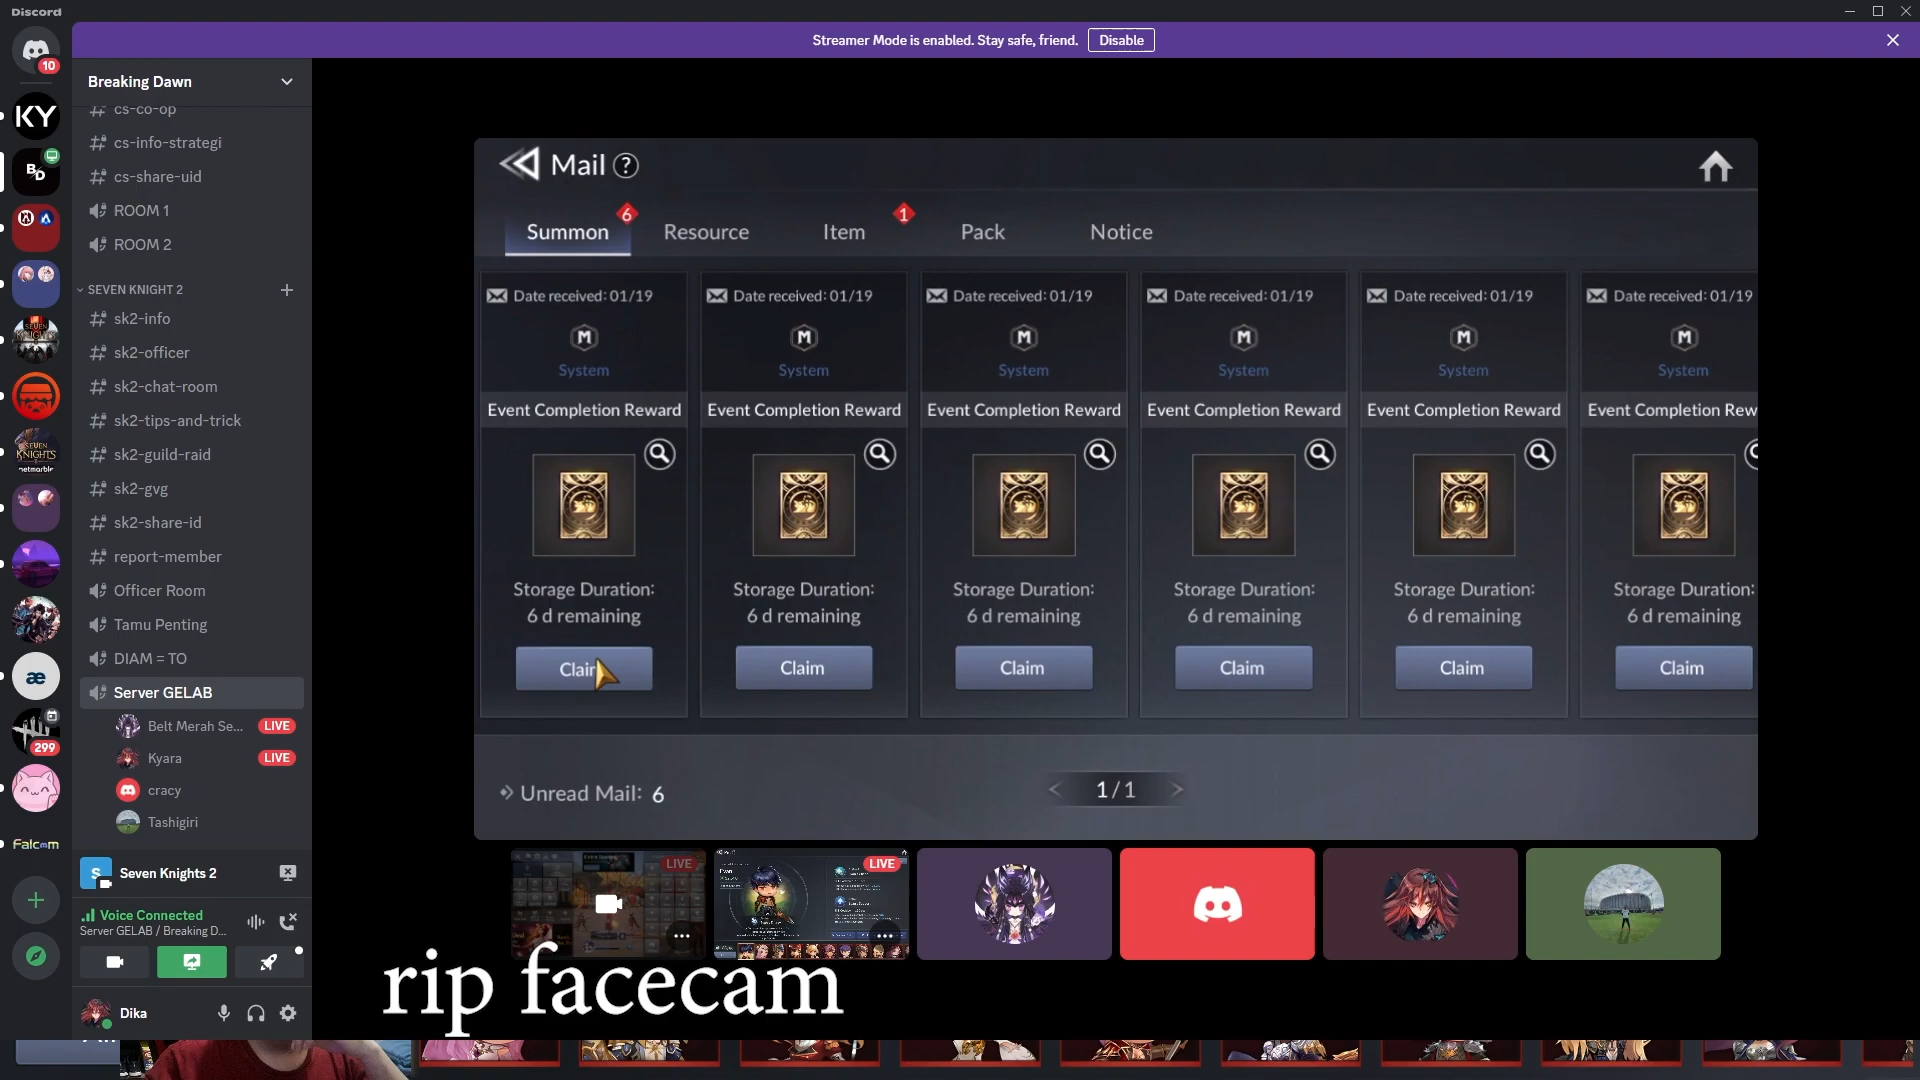 Discord
Streamer Mode is enabled. Stay safe, friend. Disable
10
KY
B/D
299
æ
Falcom
Breaking Dawn
cs-co-op
cs-info-strategi
cs-share-uid
ROOM 1
ROOM 2
SEVEN KNIGHT 2
sk2-info
sk2-officer
sk2-chat-room
sk2-tips-and-trick
sk2-guild-raid
sk2-gvg
sk2-share-id
report-member
Officer Room
Tamu Penting
DIAM = TO
Server GELAB
Belt Merah Se... LIVE
Kyara LIVE
cracy
Tashigiri
S Seven Knights 2
Voice Connected
Server GELAB / Breaking D...
Dika
Mail ?
Summon 6 Resource Item 1 Pack Notice
Date received: 01/19 Date received: 01/19 Date received: 01/19 Date received: 01/19 Date received: 01/19 Date received: 01/19
M M M M M M
System System System System System System
Event Completion Reward Event Completion Reward Event Completion Reward Event Completion Reward Event Completion Reward Event Completion Rew
Storage Duration: Storage Duration: Storage Duration: Storage Duration: Storage Duration: Storage Duration:
6 d remaining 6 d remaining 6 d remaining 6 d remaining 6 d remaining 6 d remaining
Claim Claim Claim Claim Claim Claim
Unread Mail: 6 1/1
LIVE LIVE
rip facecam